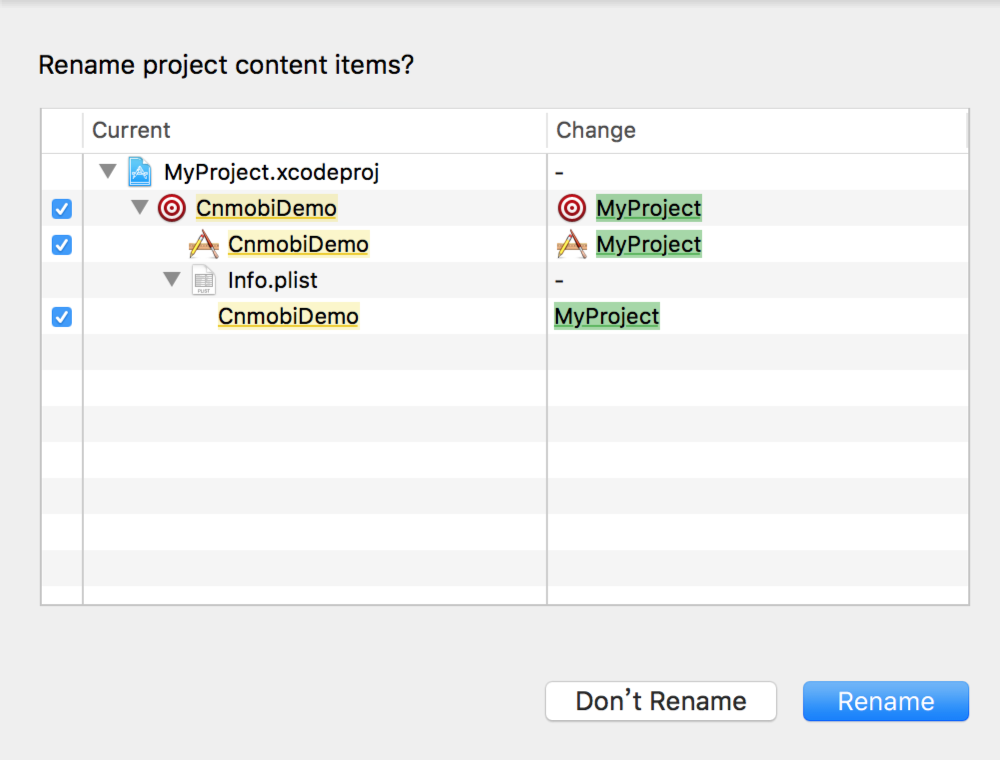 Rename project content items?
Current Change
MyProject.xcodeproj -
CnmobiDemo MyProject
CnmobiDemo MyProject
PLIST Info.plist -
CnmobiDemo MyProject
Don’t Rename Rename